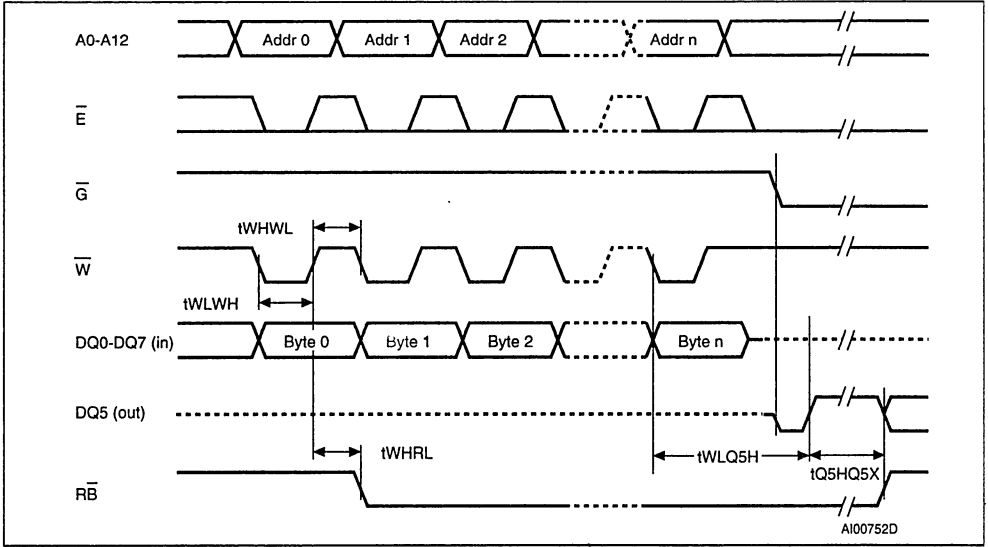 A0-A12 Addr 0 Addr 1 Addr 2 Addr n
E̅
G̅
tWHWL
W̅
tWLWH
DQ0-DQ7 (in) Byte 0 Byte 1 Byte 2 Byte n
DQ5 (out)
tWHRL tWLQ5H
tQ5HQ5X
RB̅
AI00752D